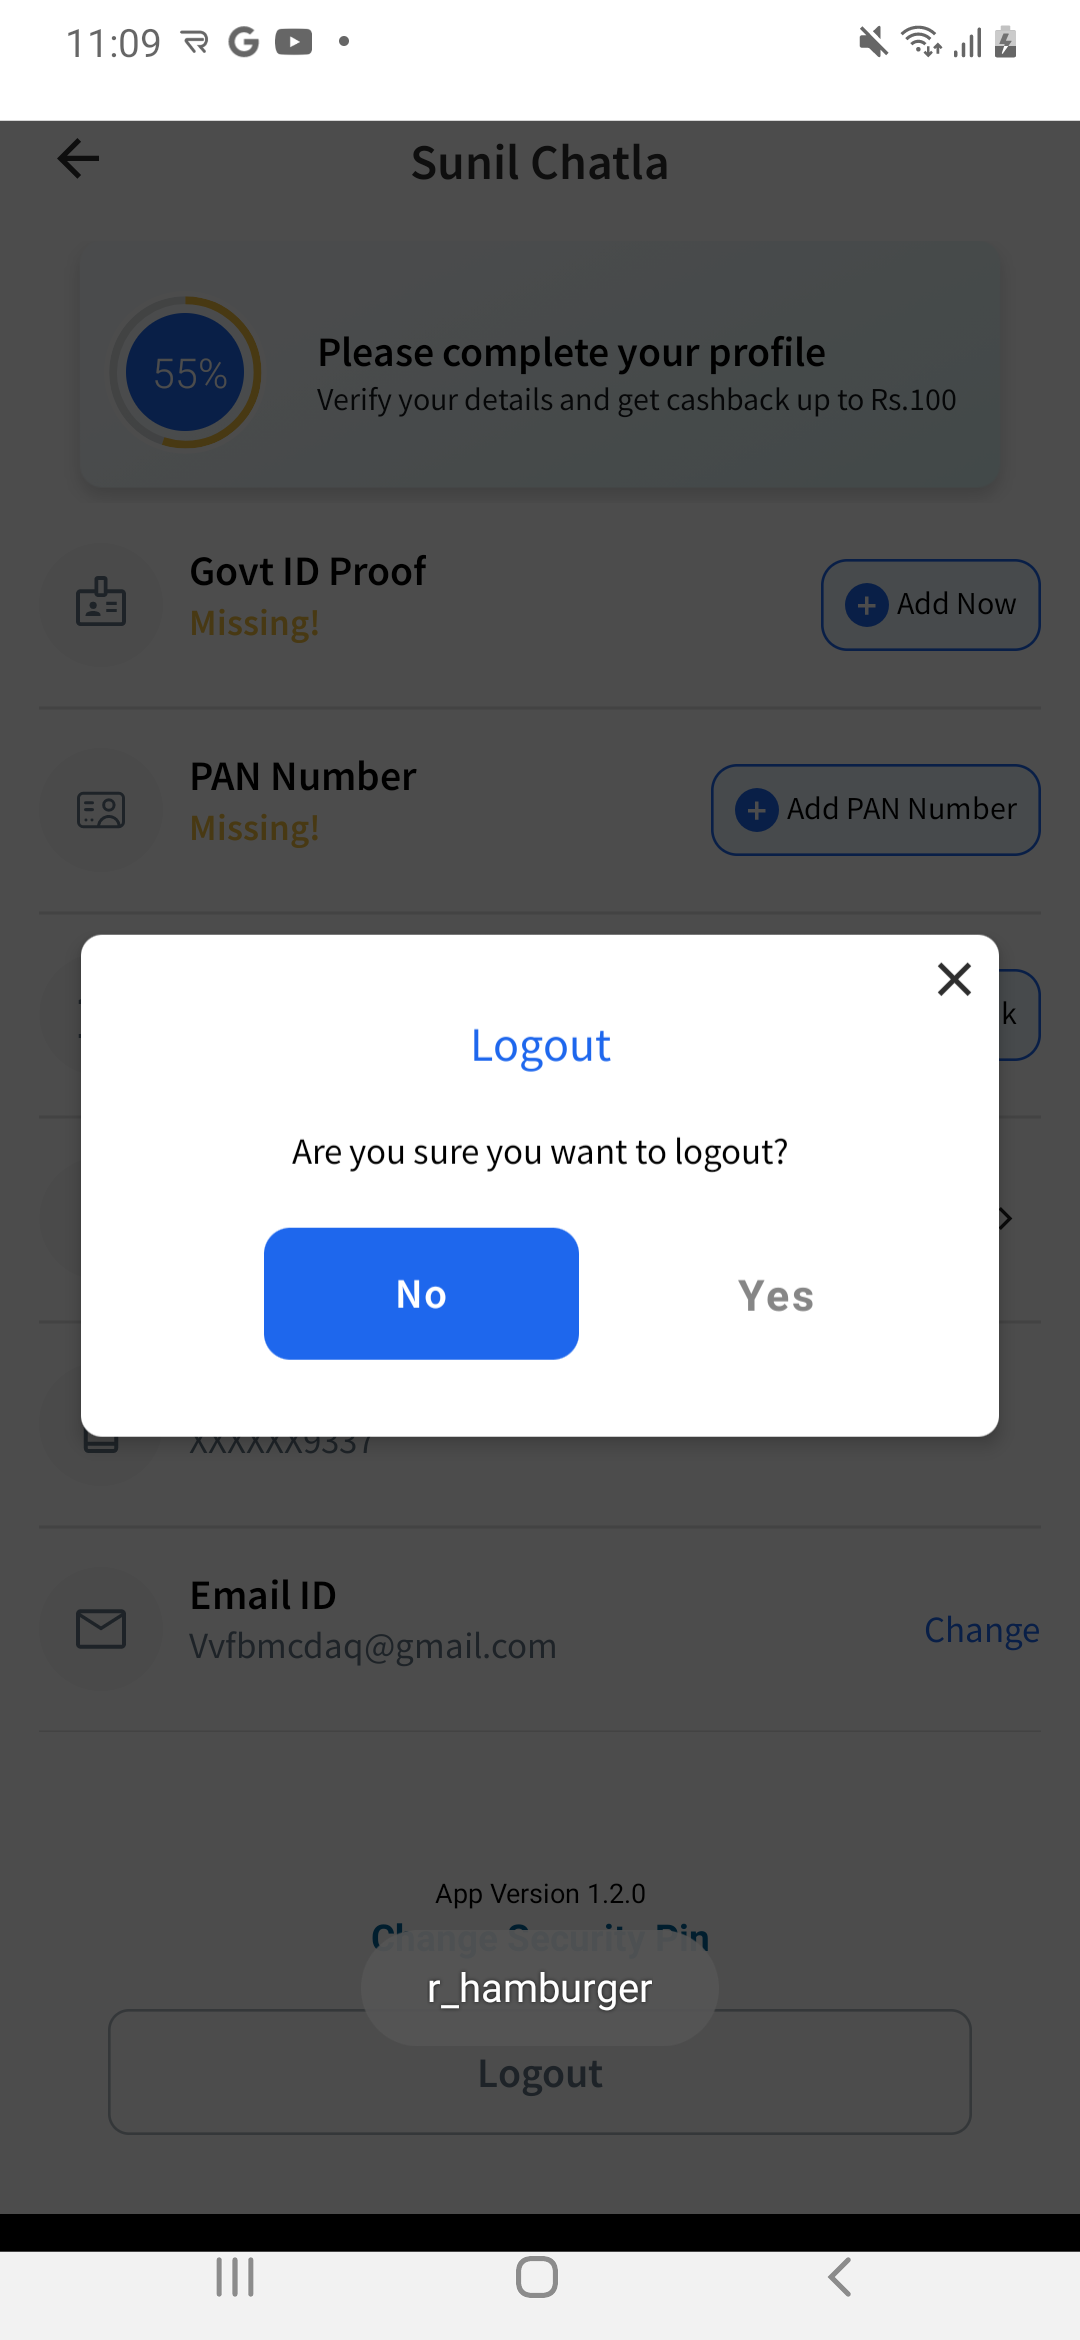 11:09
Sunil Chatla
55%
Please complete your profile
Verify your details and get cashback up to Rs.100
Govt ID Proof
Missing!
Add Now
PAN Number
Missing!
Add PAN Number
k
Logout
Are you sure you want to logout?
No
Yes
XXXXXX9337
Email ID
Vvfbmcdaq@gmail.com
Change
App Version 1.2.0
Change Security Pin
r_hamburger
Logout